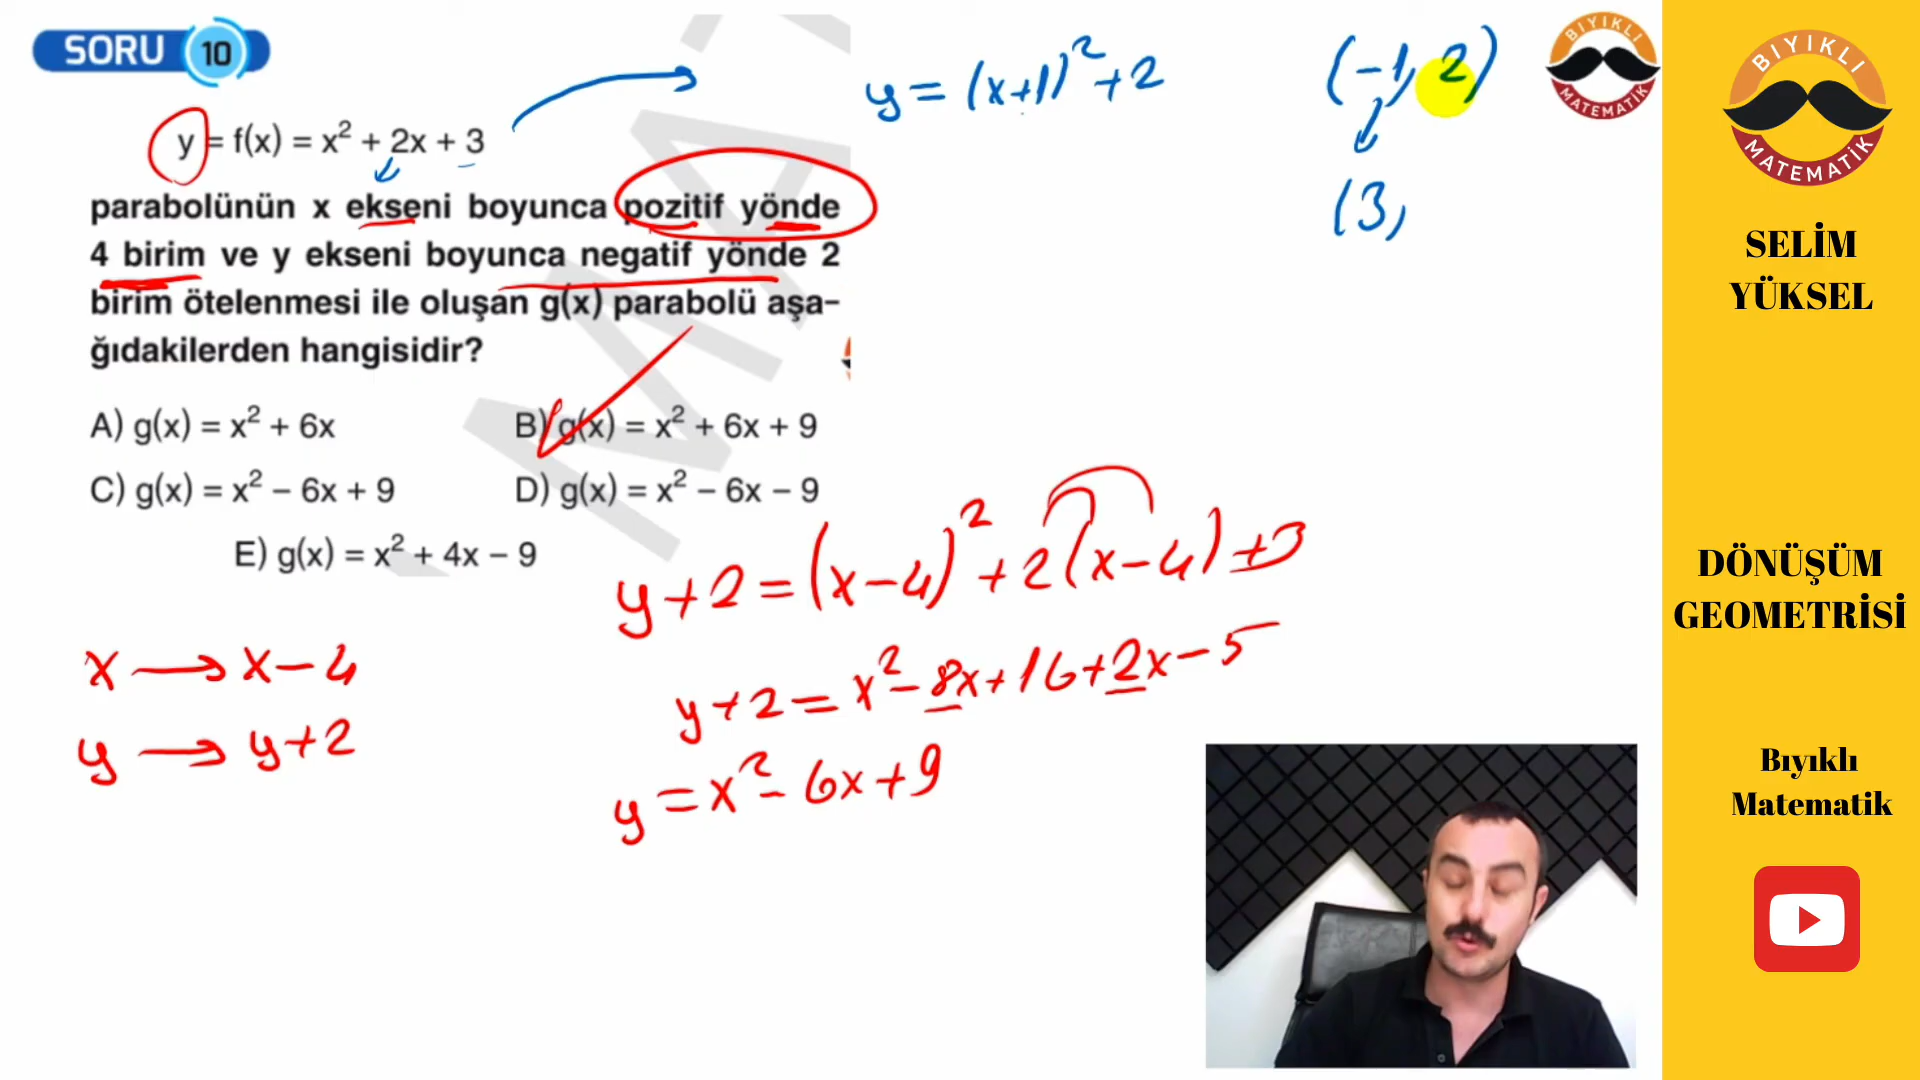 SORU 10
y = f(x) = x² + 2x + 3
parabolünün x ekseni boyunca pozitif yönde
4 birim ve y ekseni boyunca negatif yönde 2
birim ötelenmesi ile oluşan g(x) parabolü aşa-
ğıdakilerden hangisidir?
A) g(x) = x² + 6x
B) g(x) = x² + 6x + 9
C) g(x) = x² − 6x + 9
D) g(x) = x² − 6x − 9
E) g(x) = x² + 4x − 9
x → x−4
y → y+2
y = (x+1)² + 2
(-1, 2)
(3,
y+2 = (x−4)² + 2(x−4) + 3
y+2 = x² − 8x + 16 + 2x − 5
y = x² − 6x + 9
BIYIKLI
MATEMATİK
BIYIKLI
MATEMATİK
SELİM
YÜKSEL
DÖNÜŞÜM
GEOMETRİSİ
Bıyıklı
Matematik